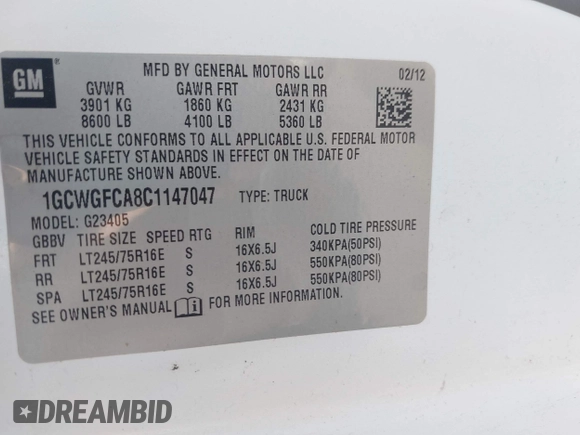 GM ®
MFD BY GENERAL MOTORS LLC 02/12
GVWR GAWR FRT GAWR RR
3901 KG 1860 KG 2431 KG
8600 LB 4100 LB 5360 LB
THIS VEHICLE CONFORMS TO ALL APPLICABLE U.S. FEDERAL MOTOR
VEHICLE SAFETY STANDARDS IN EFFECT ON THE DATE OF
MANUFACTURE SHOWN ABOVE.
1GCWGFCA8C1147047 TYPE: TRUCK
MODEL: G23405
GBBV TIRE SIZE SPEED RTG RIM COLD TIRE PRESSURE
FRT LT245/75R16E S 16X6.5J 340KPA(50PSI)
RR LT245/75R16E S 16X6.5J 550KPA(80PSI)
SPA LT245/75R16E S 16X6.5J 550KPA(80PSI)
SEE OWNER'S MANUAL i FOR MORE INFORMATION.
DREAMBID